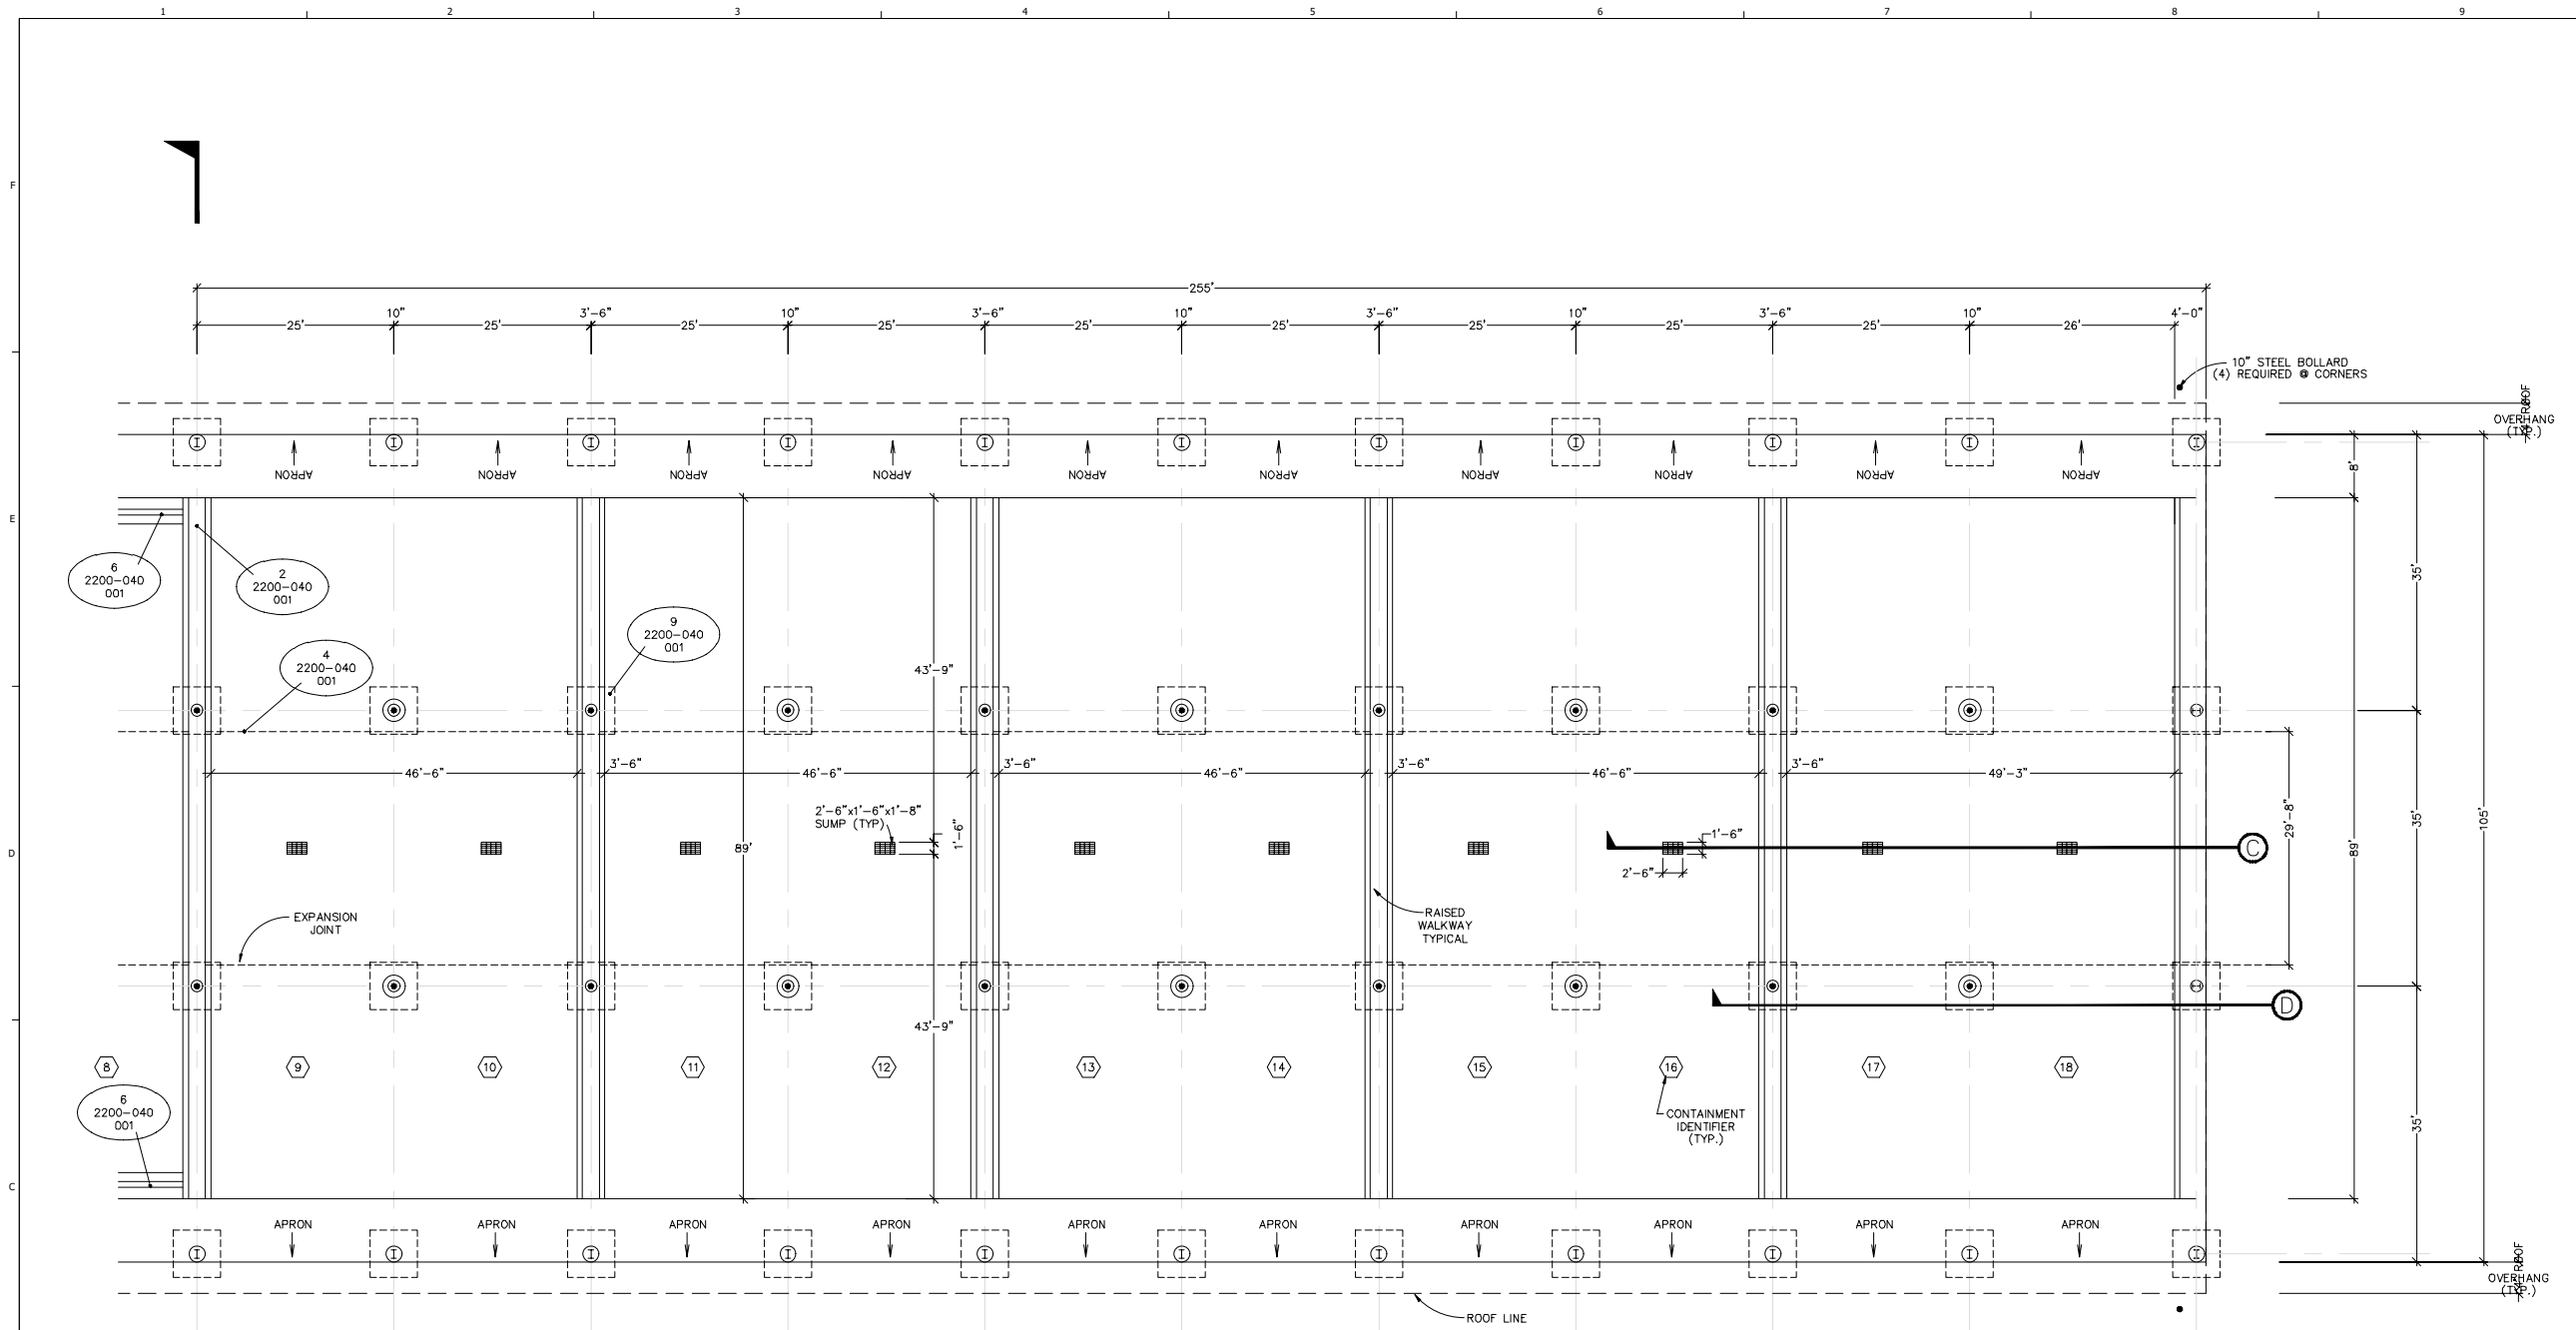 1 2 3 4 5 6 7 8 9
F
255'
10" 3'-6" 10" 3'-6" 10" 3'-6" 10" 3'-6" 10" 4'-0"
25' 25' 25' 25' 25' 25' 25' 25' 25' 26'
10" STEEL BOLLARD
(4) REQUIRED @ CORNERS
ROOF
OVERHANG
(TYP.)
APRON APRON APRON APRON APRON APRON APRON APRON APRON APRON
8'
E
6
2200-040
001
2
2200-040
001
35'
9
2200-040
001
4
2200-040
001
43'-9"
46'-6" 3'-6" 46'-6" 3'-6" 46'-6" 3'-6" 46'-6" 3'-6" 49'-3"
2'-6"x1'-6"x1'-8"
SUMP (TYP)
1'-6"
1'-6"
2'-6"
29'-8"
35'
105'
D
89'
C
89'
EXPANSION
JOINT
RAISED
WALKWAY
TYPICAL
D
43'-9"
8 9 10 11 12 13 14 15 16 17 18
6
2200-040
001
CONTAINMENT
IDENTIFIER
(TYP.)
35'
C
APRON APRON APRON APRON APRON APRON APRON APRON APRON APRON
ROOF
OVERHANG
(TYP.)
ROOF LINE